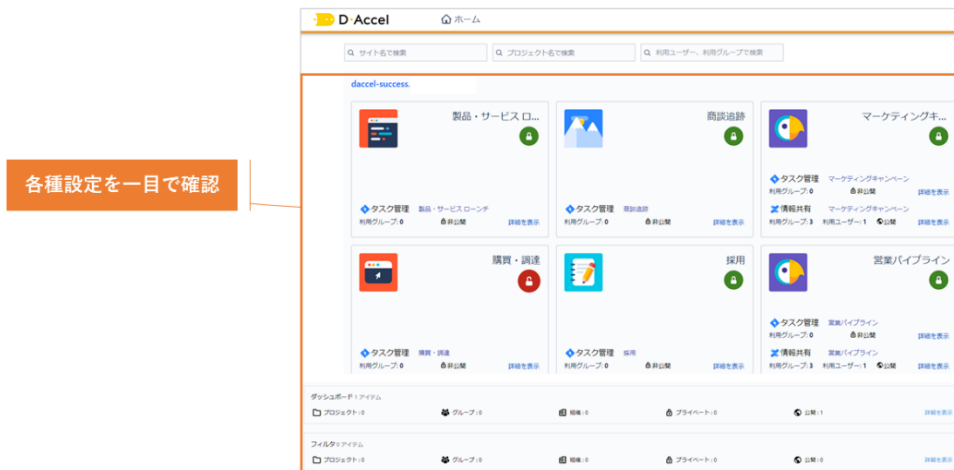 D·Accel
ホーム
サイト名で検索
プロジェクト名で検索
利用ユーザー、利用グループで検索
各種設定を一目で確認
daccel-success.
製品・サービス ロ...
タスク管理 製品・サービス ローンチ
利用グループ: 0 非公開 詳細を表示
商談追跡
タスク管理 商談追跡
利用グループ: 0 非公開 詳細を表示
マーケティングキ...
タスク管理 マーケティングキャンペーン
利用グループ: 0 非公開 詳細を表示
情報共有 マーケティングキャンペーン
利用グループ: 3 利用ユーザー: 1 公開 詳細を表示
購買・調達
タスク管理 購買・調達
利用グループ: 0 非公開 詳細を表示
採用
タスク管理 採用
利用グループ: 0 非公開 詳細を表示
営業パイプライン
タスク管理 営業パイプライン
利用グループ: 0 非公開 詳細を表示
情報共有 営業パイプライン
利用グループ: 3 利用ユーザー: 1 公開 詳細を表示
ダッシュボード 1 アイテム
プロジェクト: 0 グループ: 0 組織: 0 プライベート: 0 公開: 1 詳細を表示
フィルタ 0 アイテム
プロジェクト: 0 グループ: 0 組織: 0 プライベート: 0 公開: 0 詳細を表示